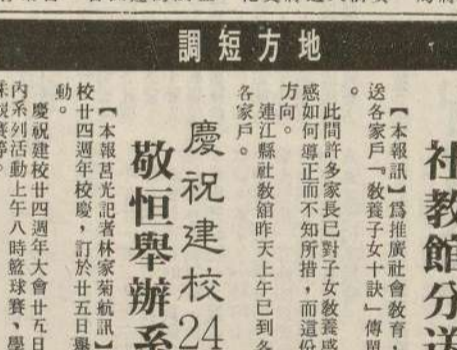 地方短調
社教館分送
【本報訊】為推廣社會教育，
送各家戶『教養子女十訣』傳單
此間許多家長已對子女教養感
感如何導正而不知所措，而這份
方向。
連江縣社教館昨天上午已到各
各家戶。
慶祝建校24
敬恒舉辦系
【本報莒光記者林家菊航訊】
校廿四週年校慶，訂於廿五日舉
動。
慶祝建校廿四週年大會廿五日
內系列活動上午八時籃球賽、學